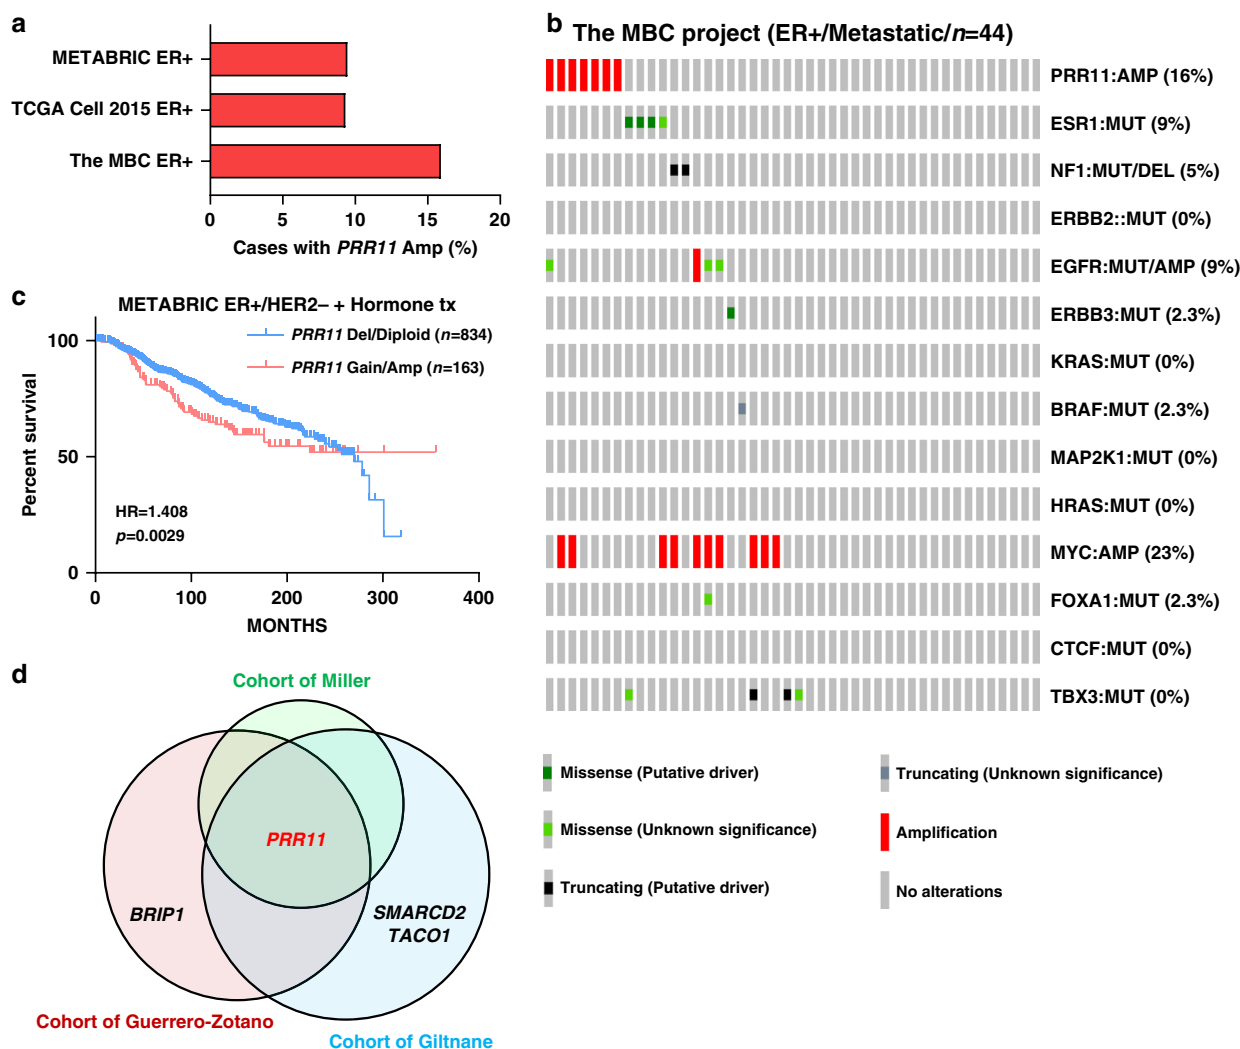 a
METABRIC ER+
TCGA Cell 2015 ER+
The MBC ER+
0 5 10 15 20
Cases with PRR11 Amp (%)
b
The MBC project (ER+/Metastatic/n=44)
PRR11:AMP (16%)
ESR1:MUT (9%)
NF1:MUT/DEL (5%)
ERBB2::MUT (0%)
EGFR:MUT/AMP (9%)
ERBB3:MUT (2.3%)
KRAS:MUT (0%)
BRAF:MUT (2.3%)
MAP2K1:MUT (0%)
HRAS:MUT (0%)
MYC:AMP (23%)
FOXA1:MUT (2.3%)
CTCF:MUT (0%)
TBX3:MUT (0%)
Missense (Putative driver)
Missense (Unknown significance)
Truncating (Putative driver)
Truncating (Unknown significance)
Amplification
No alterations
c
METABRIC ER+/HER2– + Hormone tx
PRR11 Del/Diploid (n=834)
PRR11 Gain/Amp (n=163)
Percent survival
100
50
0
HR=1.408
p=0.0029
0 100 200 300 400
MONTHS
d
Cohort of Miller
PRR11
BRIP1
SMARCD2
TACO1
Cohort of Guerrero-Zotano
Cohort of Giltnane